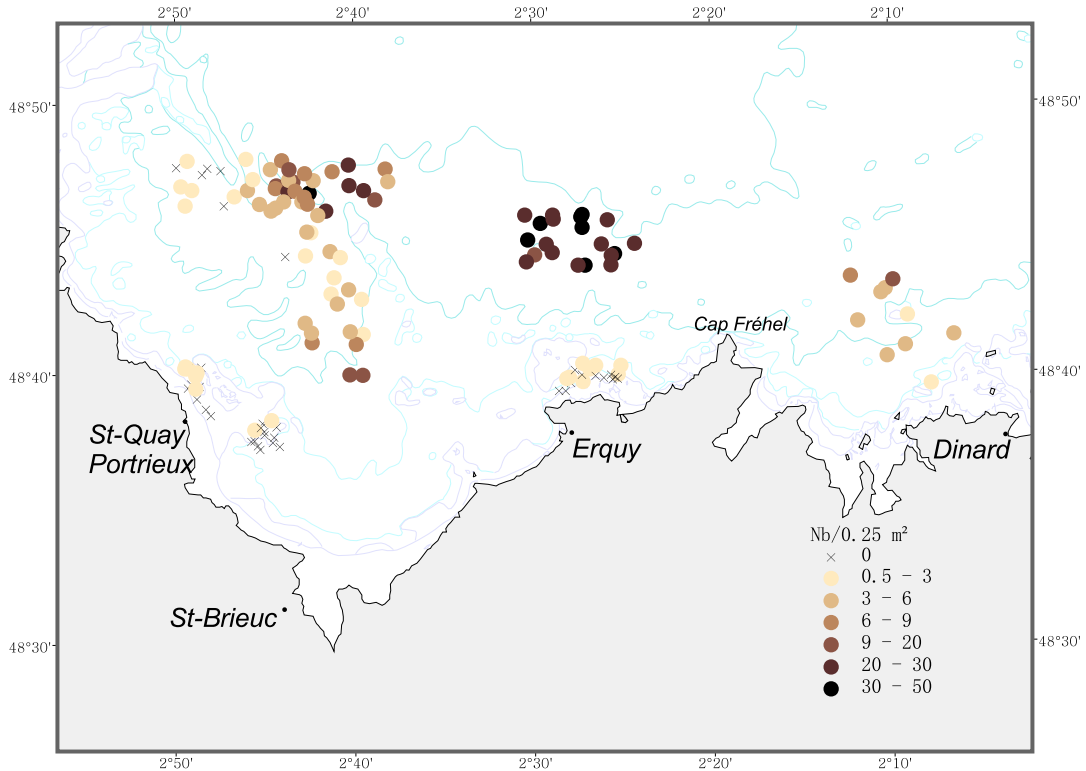 2°50' 2°40' 2°30' 2°20' 2°10'
48°50' 48°50'
Cap Fréhel
48°40' 48°40'
St-Quay
Portrieux
Erquy
Dinard
Nb/0.25 m²
0
0.5 - 3
3 - 6
6 - 9
9 - 20
20 - 30
30 - 50
St-Brieuc
48°30' 48°30'
2°50' 2°40' 2°30' 2°20' 2°10'